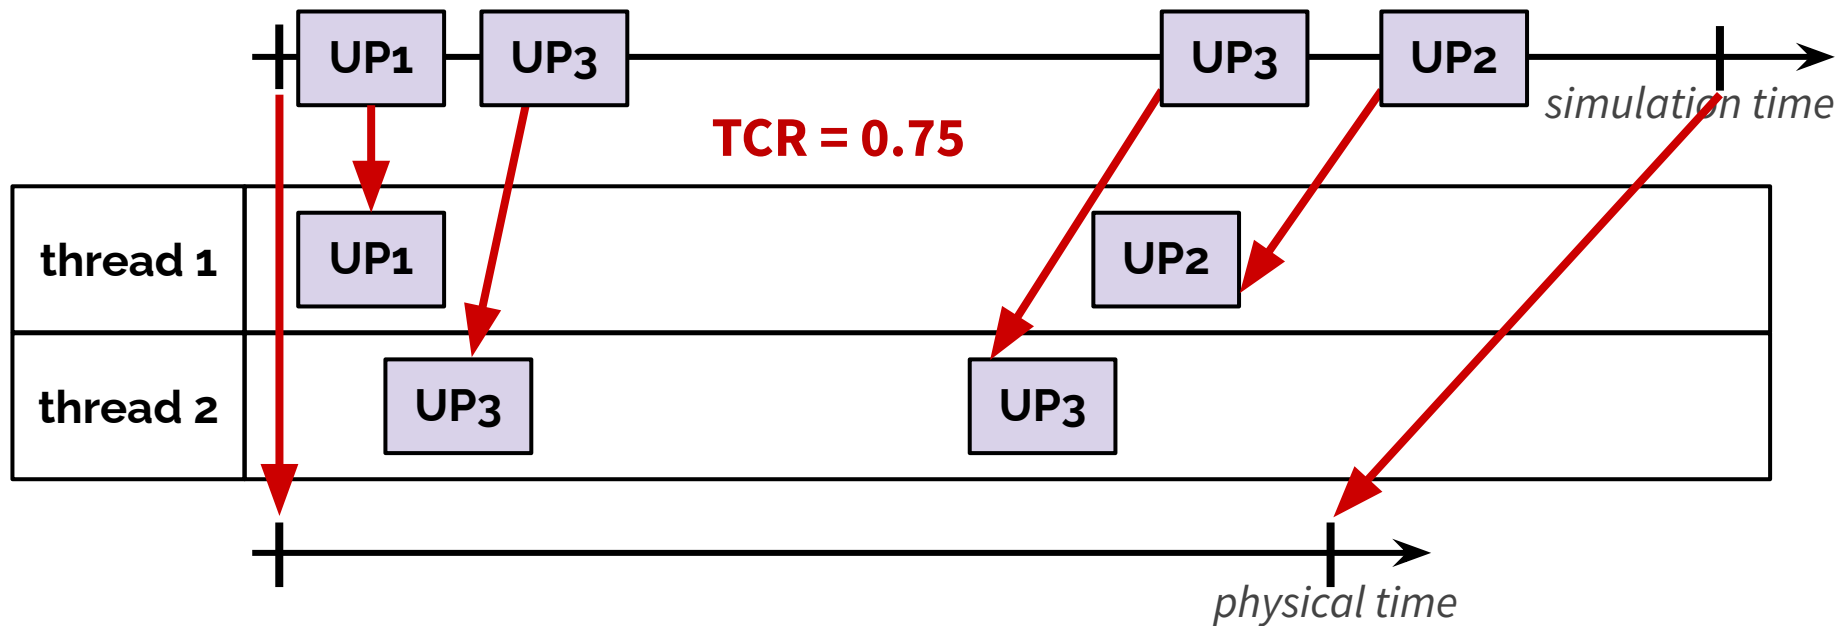 UP1 UP3 UP3 UP2
simulation time
TCR = 0.75
thread 1 UP1 UP2
thread 2 UP3 UP3
physical time